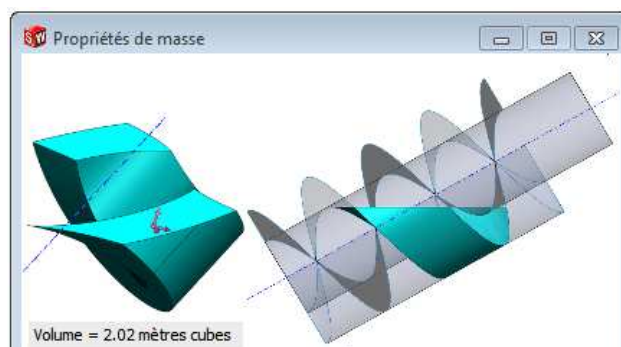 Propriétés de masse
Volume = 2.02 mètres cubes